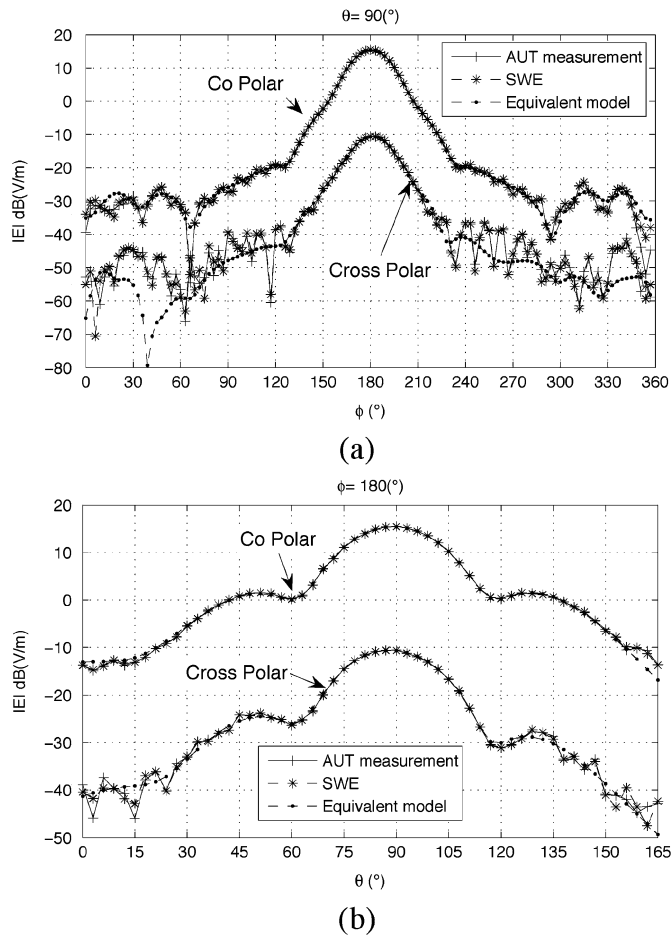 θ= 90(°)
20
10
0
-10
-20
-30
-40
-50
-60
-70
-80
|E| dB(V/m)
AUT measurement
SWE
Equivalent model
Co Polar
Cross Polar
0 30 60 90 120 150 180 210 240 270 300 330 360
ϕ (°)
(a)
ϕ= 180(°)
20
10
0
-10
-20
-30
-40
-50
|E| dB(V/m)
Co Polar
Cross Polar
AUT measurement
SWE
Equivalent model
0 15 30 45 60 75 90 105 120 135 150 165
θ (°)
(b)